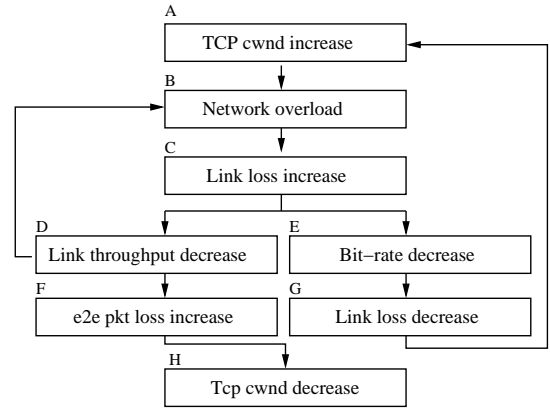 A
TCP cwnd increase
B
Network overload
C
Link loss increase
D
Link throughput decrease
E
Bit−rate decrease
F
e2e pkt loss increase
G
Link loss decrease
H
Tcp cwnd decrease